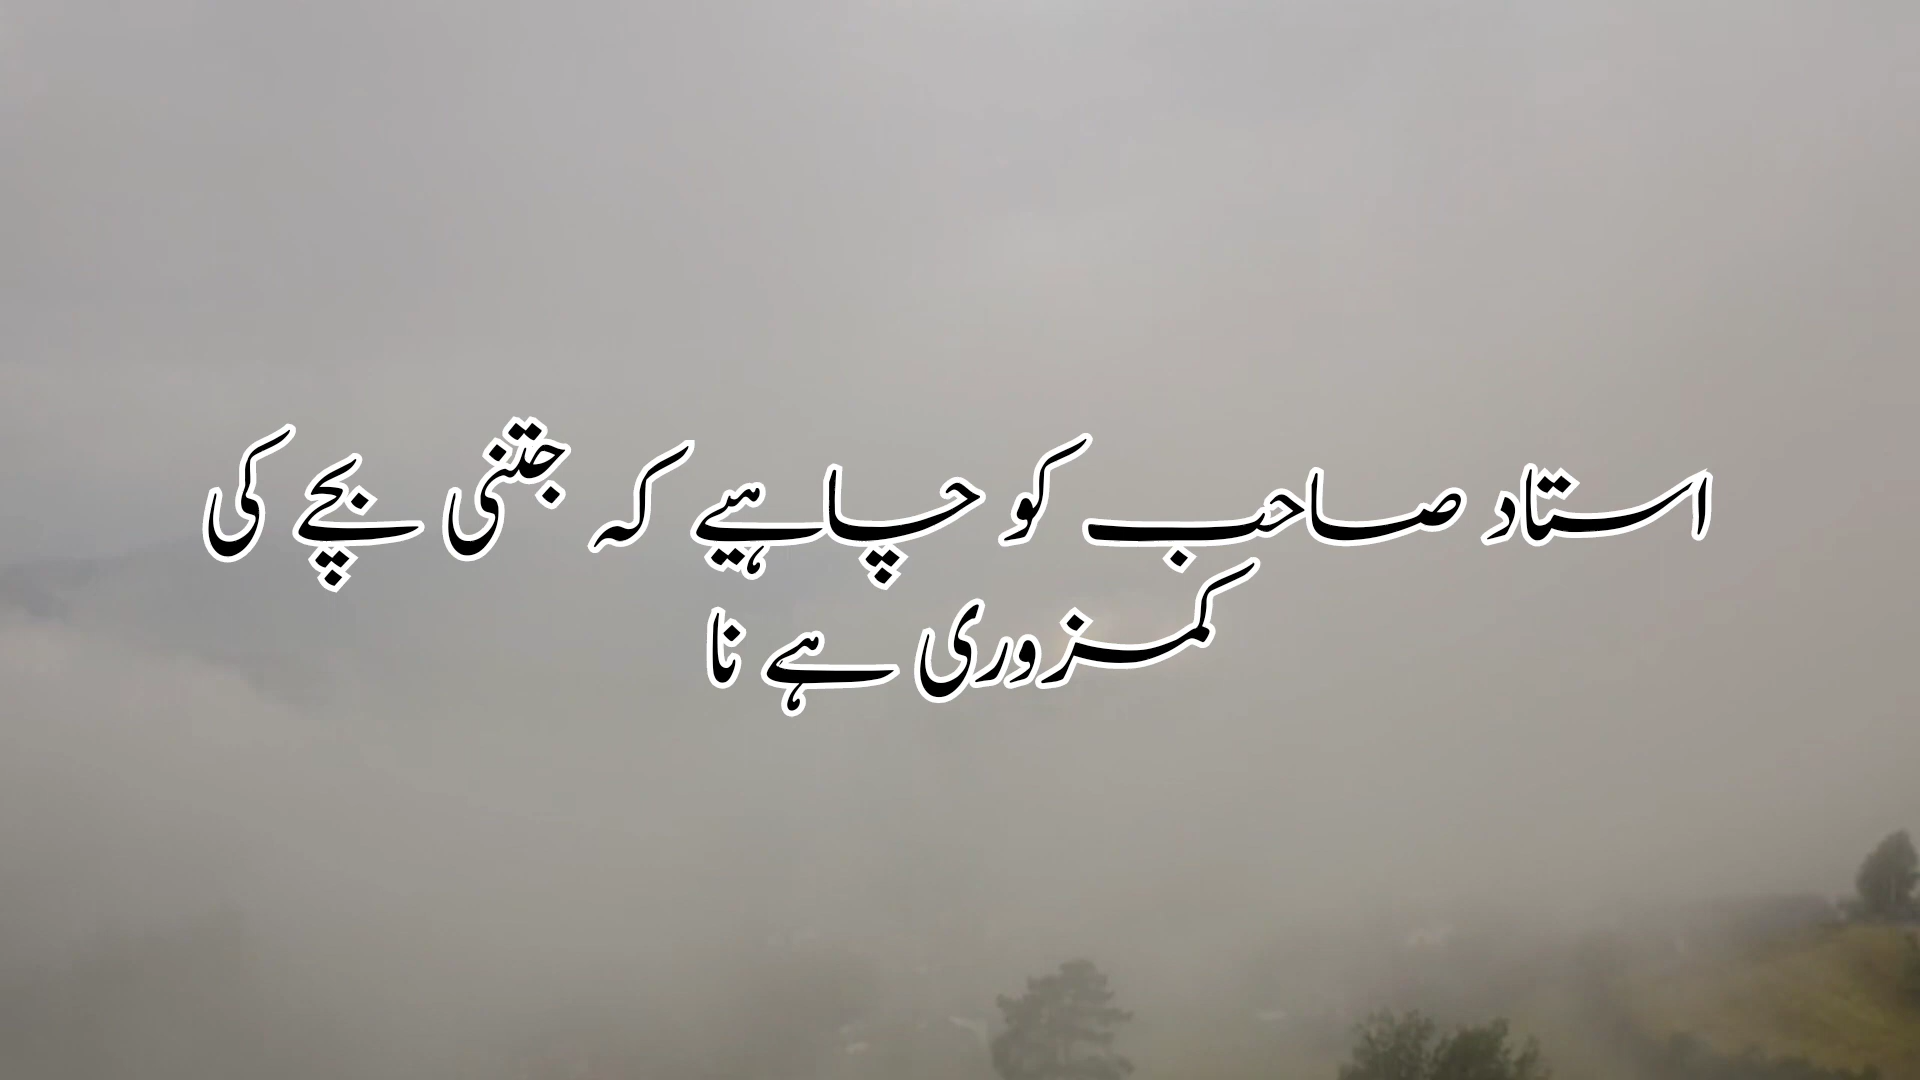 استاد صاحب کو چاہیے کہ جتنی بچے کی
کمزوری ہے نا